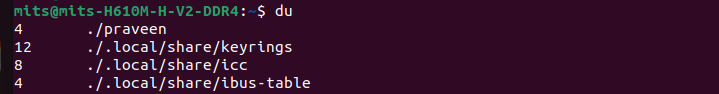 mits@mits-H610M-H-V2-DDR4:~$ du
4 ./praveen
12 ./.local/share/keyrings
8 ./.local/share/icc
4 ./.local/share/ibus-table